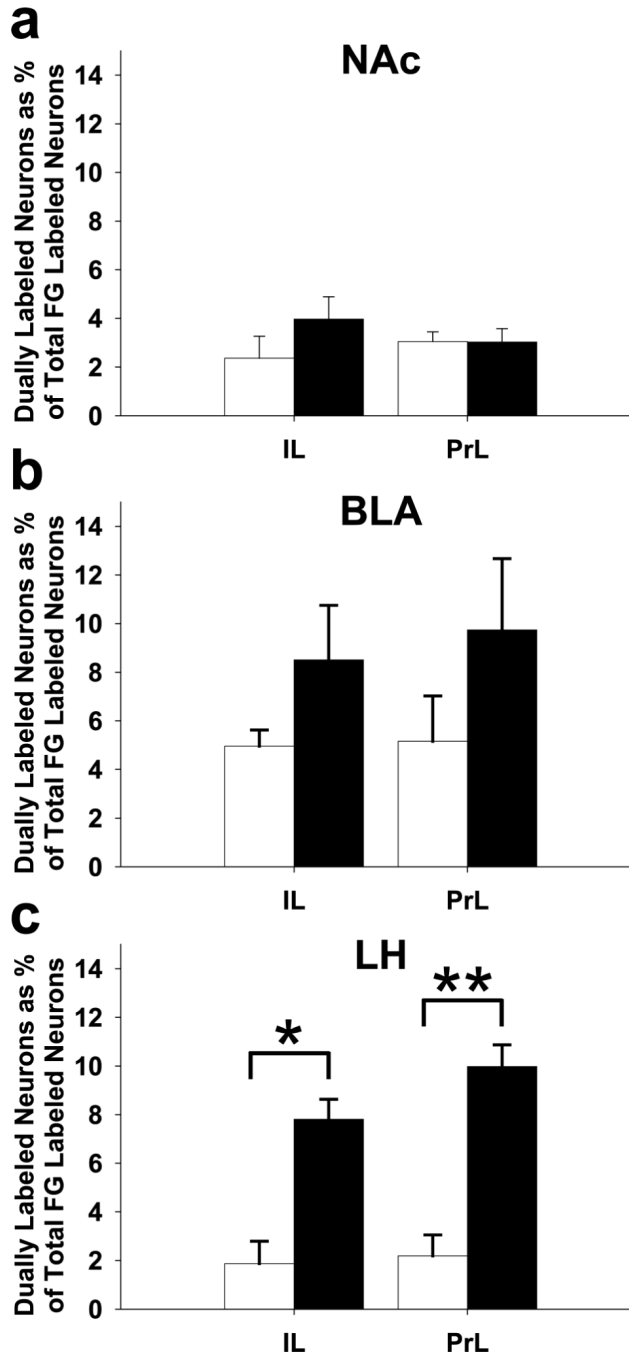 a
NAc
Dually Labeled Neurons as %
of Total FG Labeled Neurons
14
12
10
8
6
4
2
0
IL PrL
b
BLA
Dually Labeled Neurons as %
of Total FG Labeled Neurons
14
12
10
8
6
4
2
0
IL PrL
c
LH
Dually Labeled Neurons as %
of Total FG Labeled Neurons
14
12
10
8
6
4
2
0
*
**
IL PrL